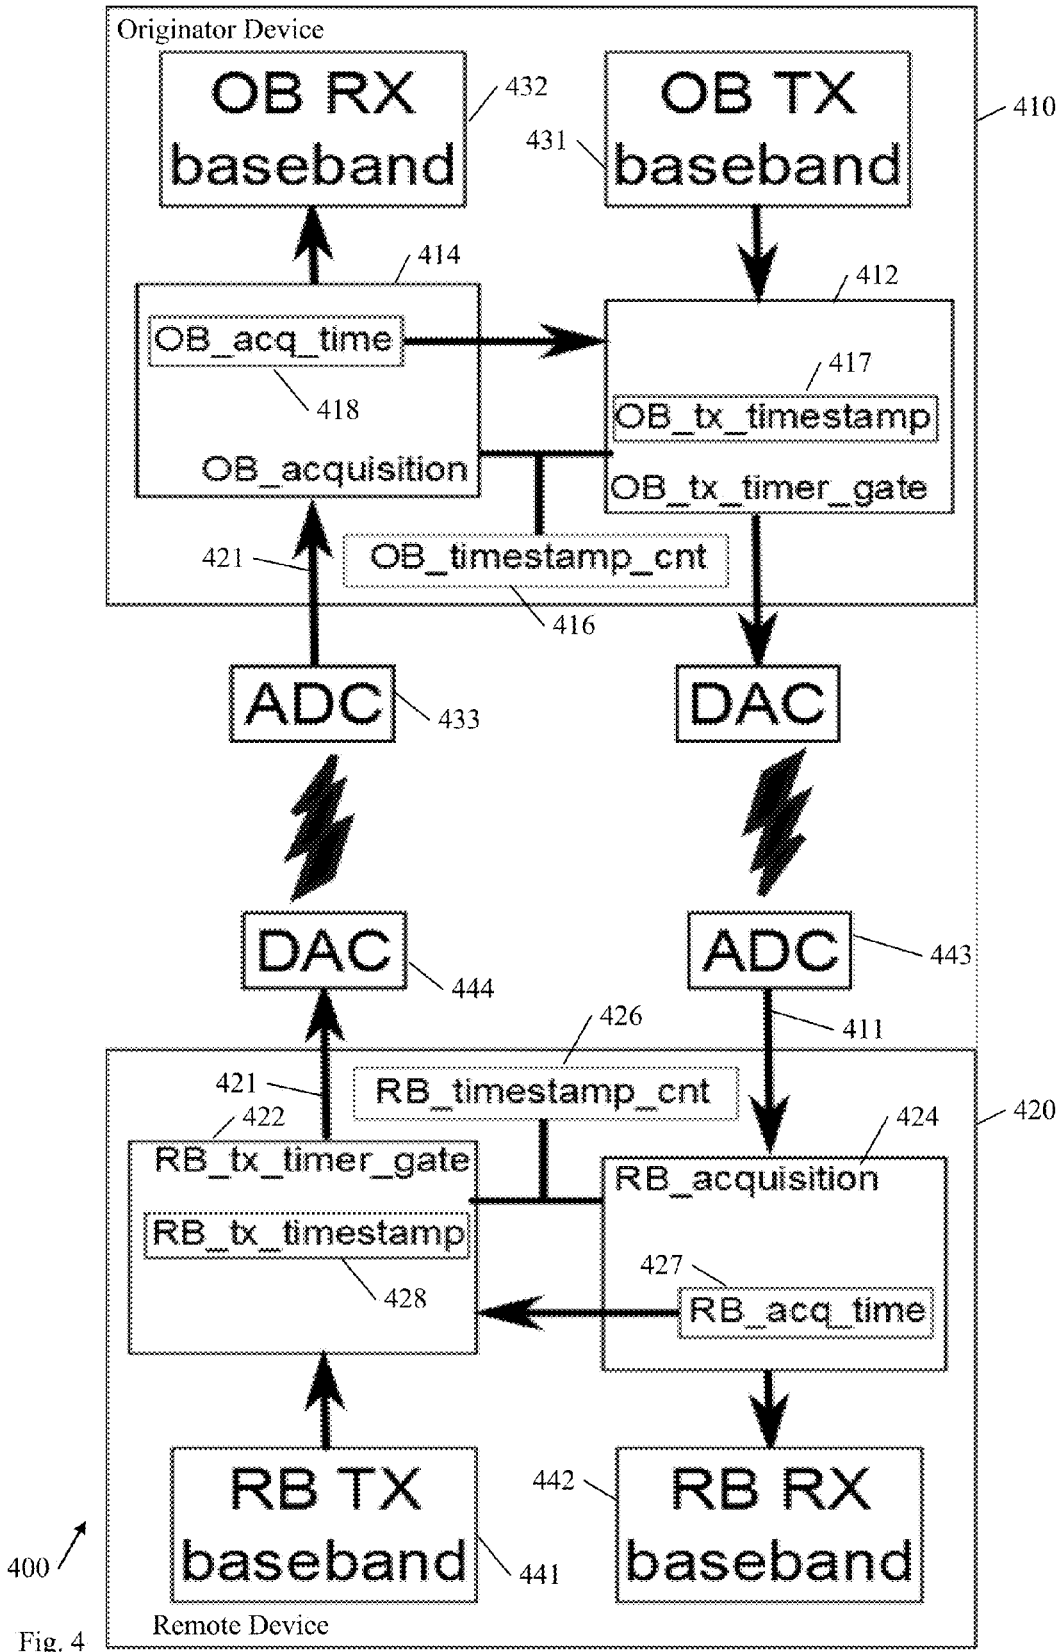 Originator Device
OB RX
baseband
432
OB TX
baseband
431
410
414
412
OB_acq_time
418
417
OB_tx_timestamp
OB_acquisition
OB_tx_timer_gate
421
OB_timestamp_cnt
416
ADC
433
DAC
DAC
444
ADC
443
426
411
421
RB_timestamp_cnt
422
424
420
RB_tx_timer_gate
RB_acquisition
RB_tx_timestamp
428
427
RB_acq_time
RB TX
baseband
441
442
RB RX
baseband
400
Remote Device
Fig. 4